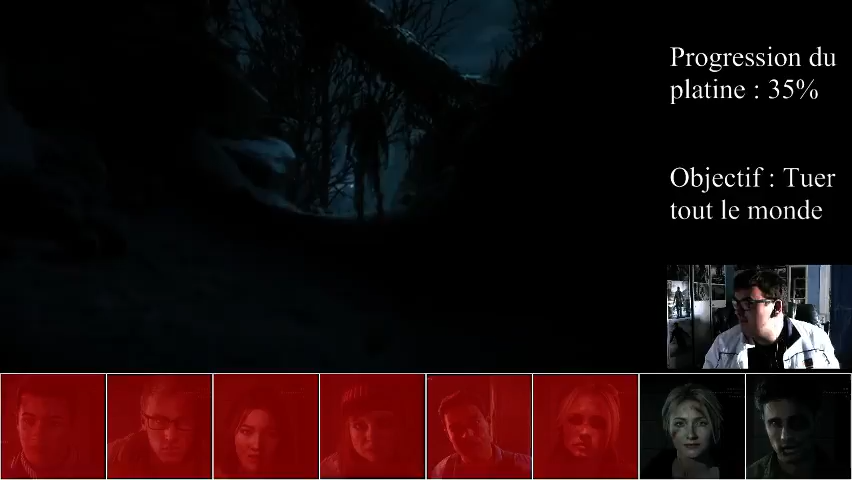 Progression du
platine : 35%
Objectif : Tuer
tout le monde